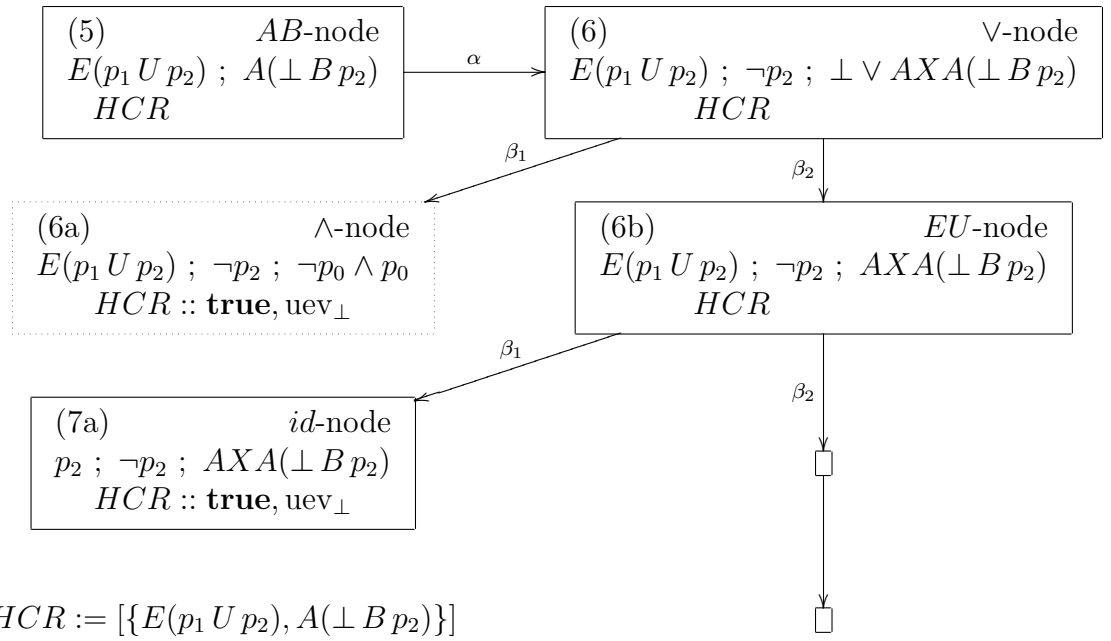 (5) AB-node
E(p₁ U p₂) ; A(⊥ B p₂)
HCR
α
(6) ∨-node
E(p₁ U p₂) ; ¬p₂ ; ⊥ ∨ AXA(⊥ B p₂)
HCR
β₁
β₂
(6a) ∧-node
E(p₁ U p₂) ; ¬p₂ ; ¬p₀ ∧ p₀
HCR :: true, uev⊥
(6b) EU-node
E(p₁ U p₂) ; ¬p₂ ; AXA(⊥ B p₂)
HCR
β₁
β₂
(7a) id-node
p₂ ; ¬p₂ ; AXA(⊥ B p₂)
HCR :: true, uev⊥
HCR := [{E(p₁ U p₂), A(⊥ B p₂)}]